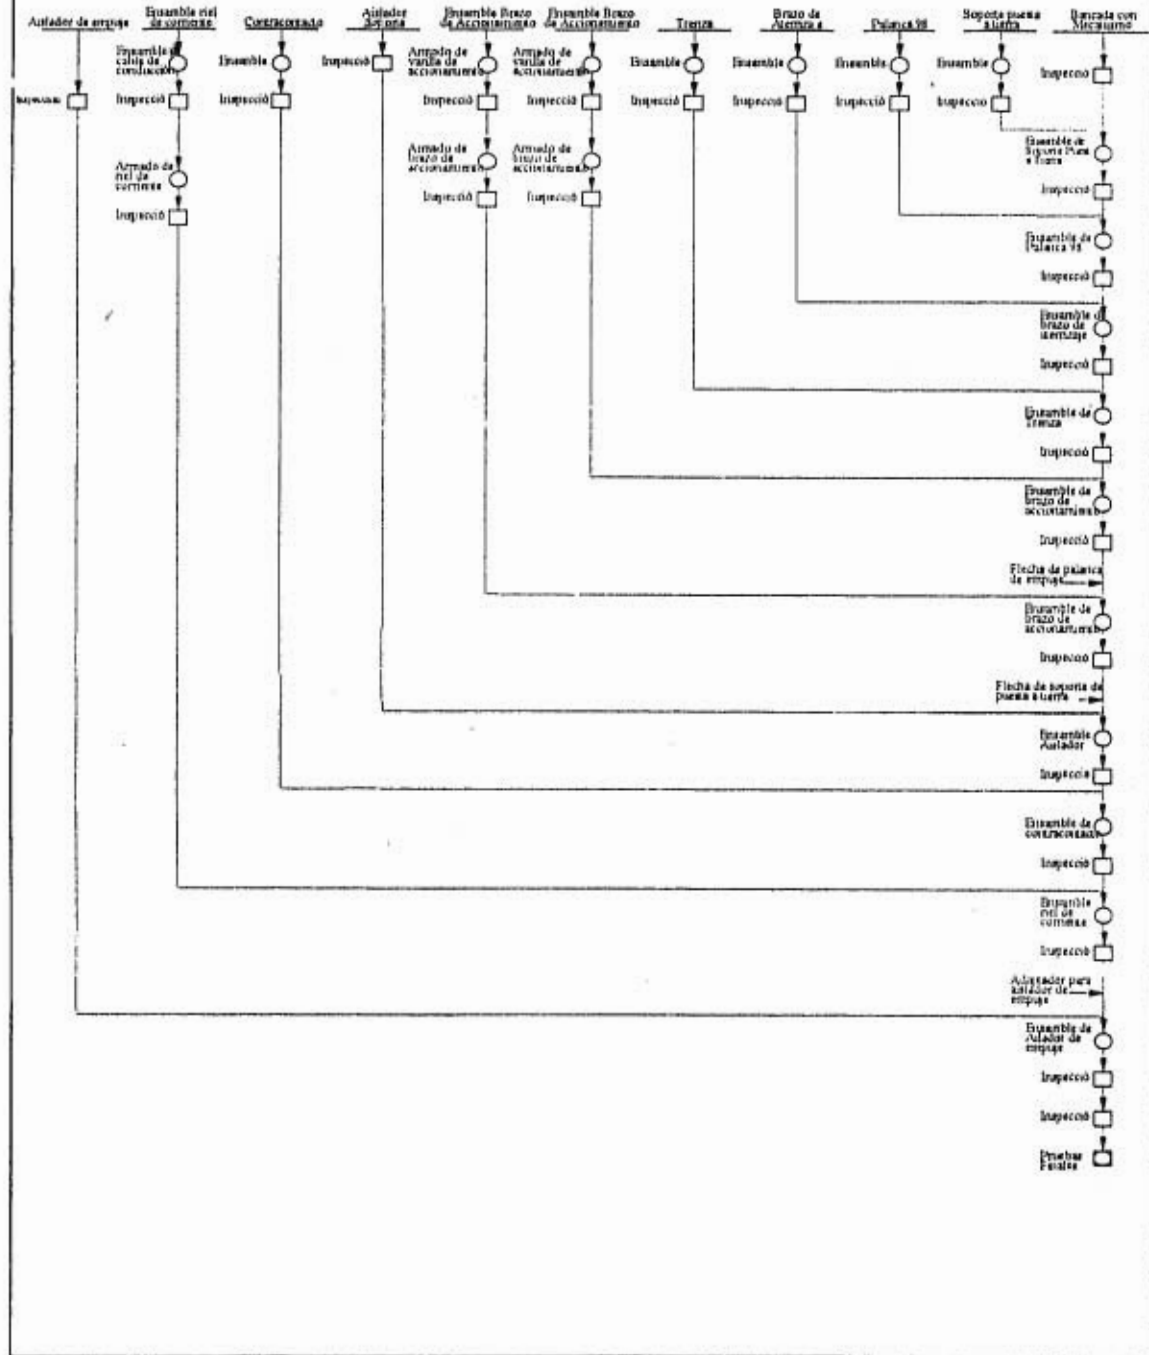 Aislador de empuje
Ensamble riel
de corriente
Contracontacto
Aislador
Soporte
Ensamble Brazo
de Accionamiento
Ensamble Brazo
de Accionamiento
Trenza
Brazo de
Palanca 98
Soporte puesta
a tierra
Bancada con
Mecanismo
Ensamble
cable de
conducción
Ensamble
Inspecció
Armado de
varilla de
accionamiento
Armado de
varilla de
accionamiento
Ensamble
Ensamble
Ensamble
Ensamble
Inspecció
Inspecció
Inspecció
Inspecció
Inspecció
Inspecció
Inspecció
Inspecció
Inspecció
Armado de
riel de
corriente
Inspecció
Armado de
brazo de
accionamiento
Inspecció
Armado de
brazo de
accionamiento
Inspecció
Ensamble de
Soporte
a Tierra
Inspecció
Ensamble de
Palanca 98
Inspecció
Ensamble d
brazo de
aterrizaje
Inspecció
Ensamble de
Trenza
Inspecció
Ensamble de
brazo de
accionamiento
Inspecció
Flecha de palanca
de empuje
Ensamble de
brazo de
accionamiento
Inspecció
Flecha de soporte de
puesta a tierra
Ensamble
Aislador
Inspecció
Ensamble de
contracontacto
Inspecció
Ensamble
riel de
corriente
Inspecció
para
aislador de
empuje
Ensamble de
Aislador de
empuje
Inspecció
Inspecció
Pruebas
Finales